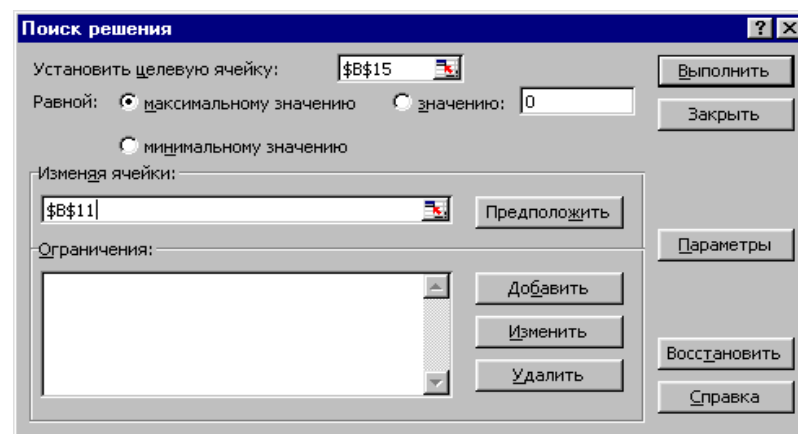 Поиск решения
Установить целевую ячейку: $B$15
Выполнить
Равной: максимальному значению значению: 0
Закрыть
минимальному значению
Изменяя ячейки:
$B$11 Предположить
Ограничения:
Параметры
Добавить
Изменить
Восстановить
Удалить
Справка